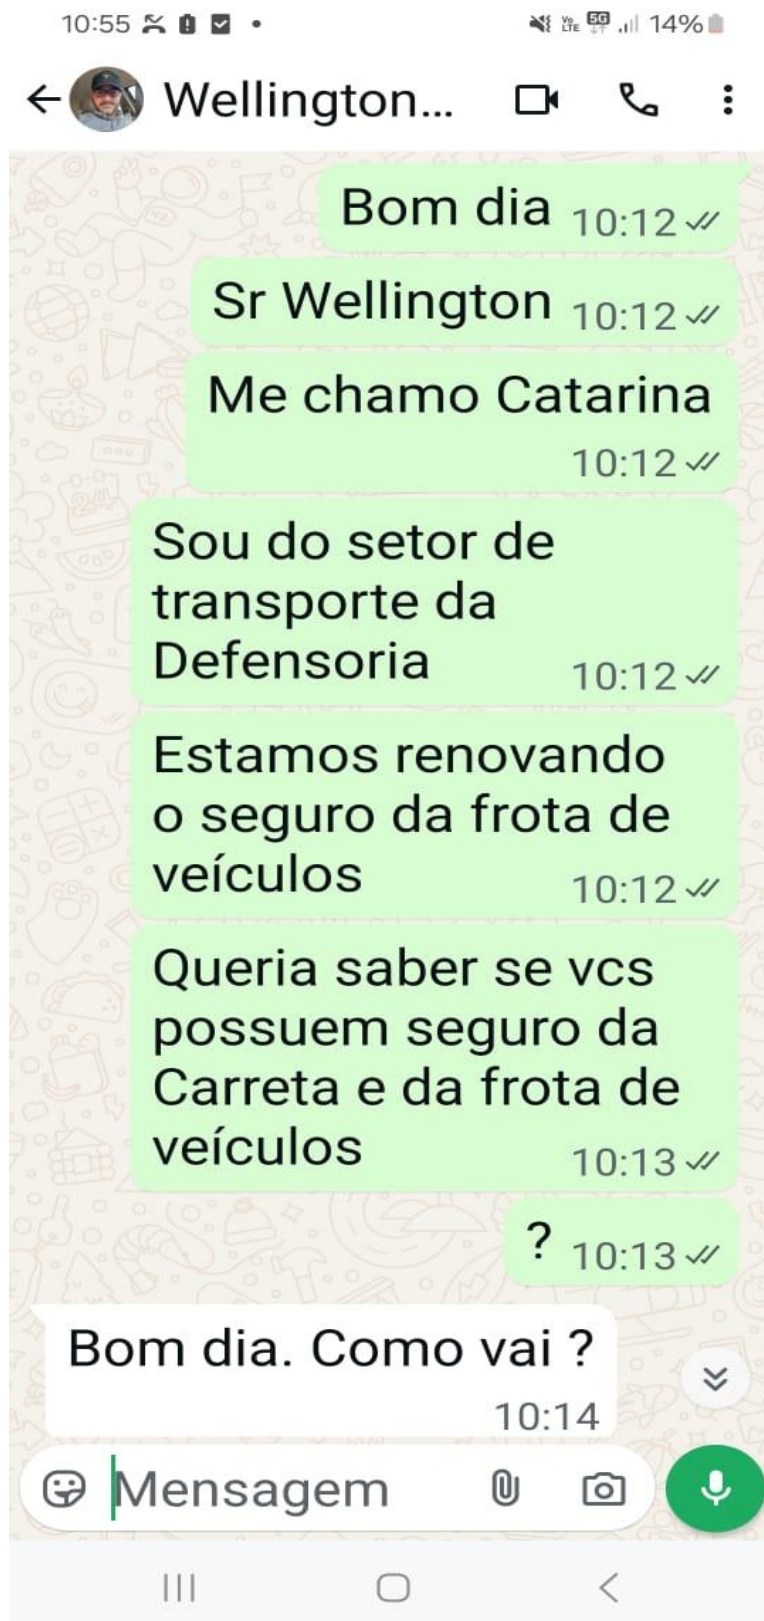 10:55
5G 14%
Wellington...
Bom dia 10:12
Sr Wellington 10:12
Me chamo Catarina
10:12
Sou do setor de
transporte da
Defensoria 10:12
Estamos renovando
o seguro da frota de
veículos 10:12
Queria saber se vcs
possuem seguro da
Carreta e da frota de
veículos 10:13
? 10:13
Bom dia. Como vai ?
10:14
Mensagem